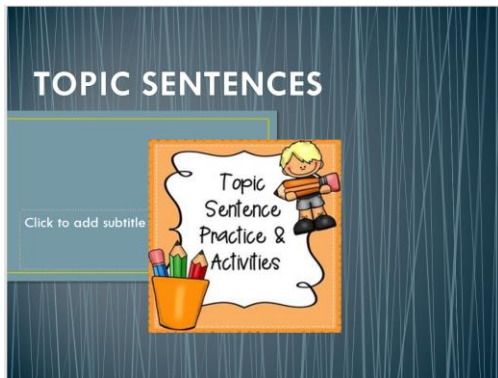 TOPIC SENTENCES
Click to add subtitle
Topic
Sentence
Practice &
Activities